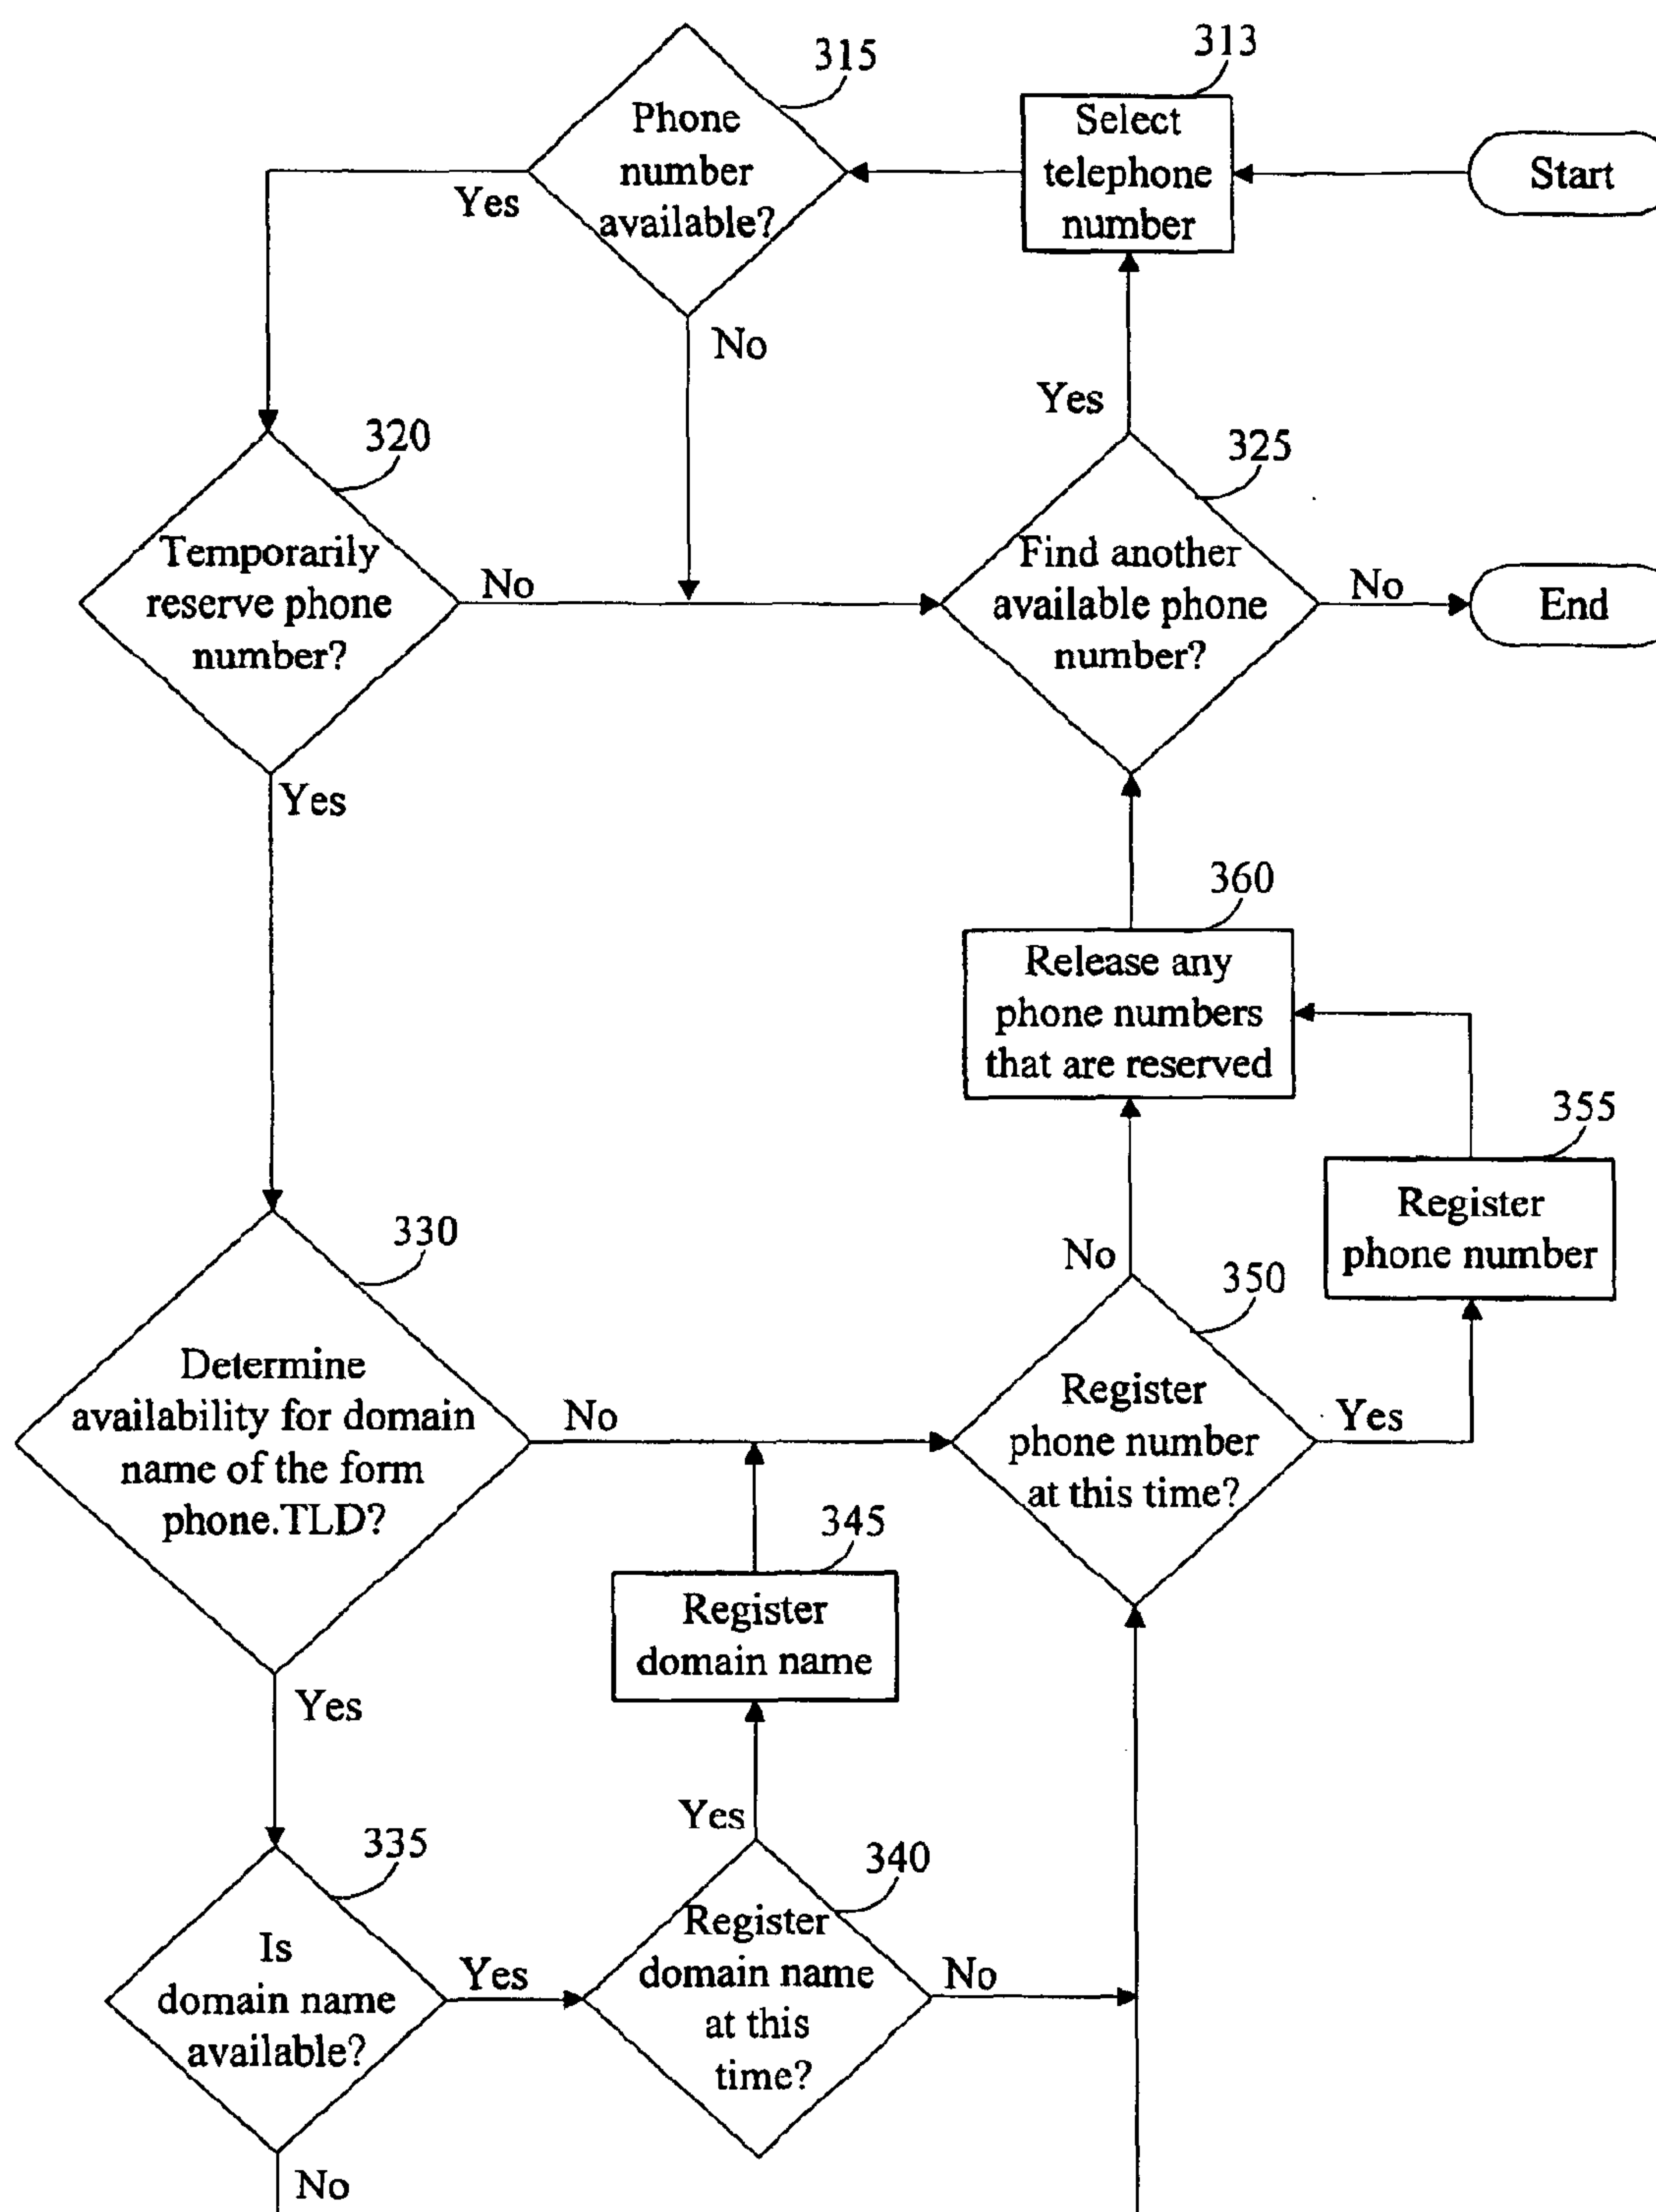 315
313
Phone
number
available?
Select
telephone
number
Start
Yes
No
Yes
320
325
Temporarily
reserve phone
number?
No
Find another
available phone
number?
No
End
Yes
360
Release any
phone numbers
that are reserved
355
Register
phone number
330
No
350
Determine
availability for domain
name of the form
phone.TLD?
No
Register
phone number
at this time?
Yes
345
Register
domain name
Yes
Yes
335
340
Is
domain name
available?
Yes
Register
domain name
at this
time?
No
No